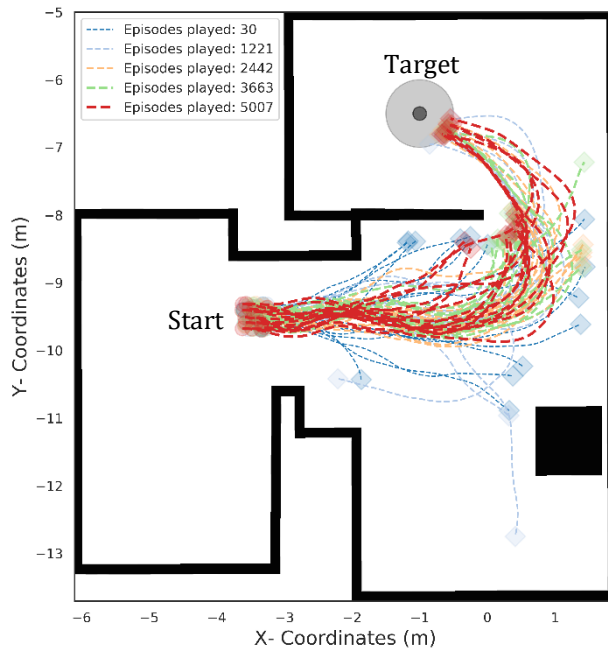 Episodes played: 30
Episodes played: 1221
Episodes played: 2442
Episodes played: 3663
Episodes played: 5007
Target
Start
Y- Coordinates (m)
−5
−6
−7
−8
−9
−10
−11
−12
−13
−6
−5
−4
−3
−2
−1
0
1
X- Coordinates (m)